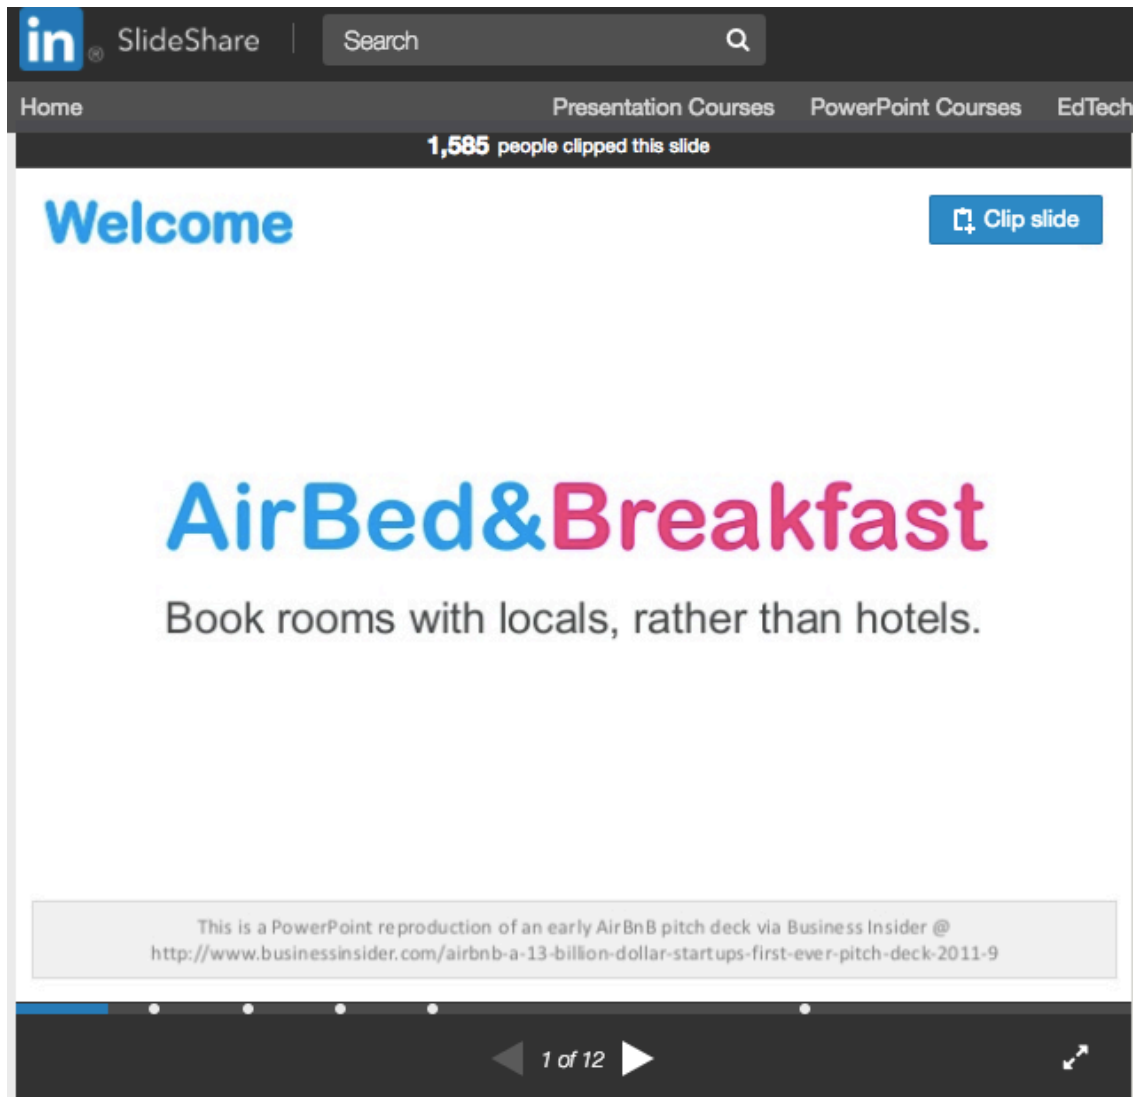 in ® SlideShare Search
Home Presentation Courses PowerPoint Courses EdTech
1,585 people clipped this slide
Welcome
Clip slide
AirBed&Breakfast
Book rooms with locals, rather than hotels.
This is a PowerPoint reproduction of an early AirBnB pitch deck via Business Insider @
http://www.businessinsider.com/airbnb-a-13-billion-dollar-startups-first-ever-pitch-deck-2011-9
1 of 12